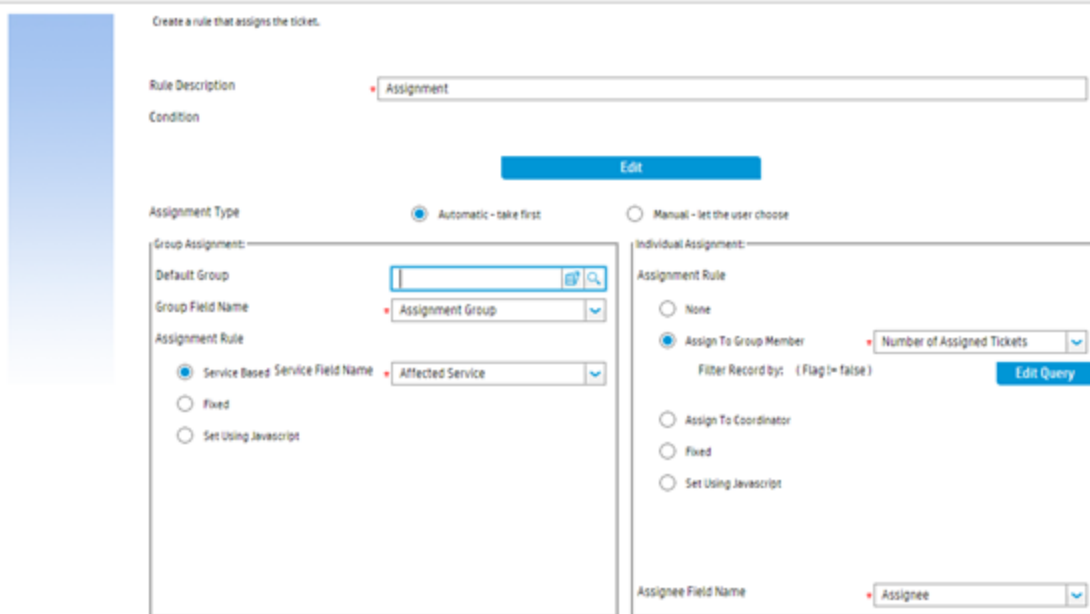 Create a rule that assigns the ticket.
Rule Description * Assignment
Condition
Edit
Assignment Type Automatic - take first Manual - let the user choose
Group Assignment:
Default Group
Group Field Name * Assignment Group
Assignment Rule
Service Based Service Field Name * Affected Service
Fixed
Set Using Javascript
Individual Assignment:
Assignment Rule
None
Assign To Group Member * Number of Assigned Tickets
Filter Record by: ( Flag != false ) Edit Query
Assign To Coordinator
Fixed
Set Using Javascript
Assignee Field Name * Assignee